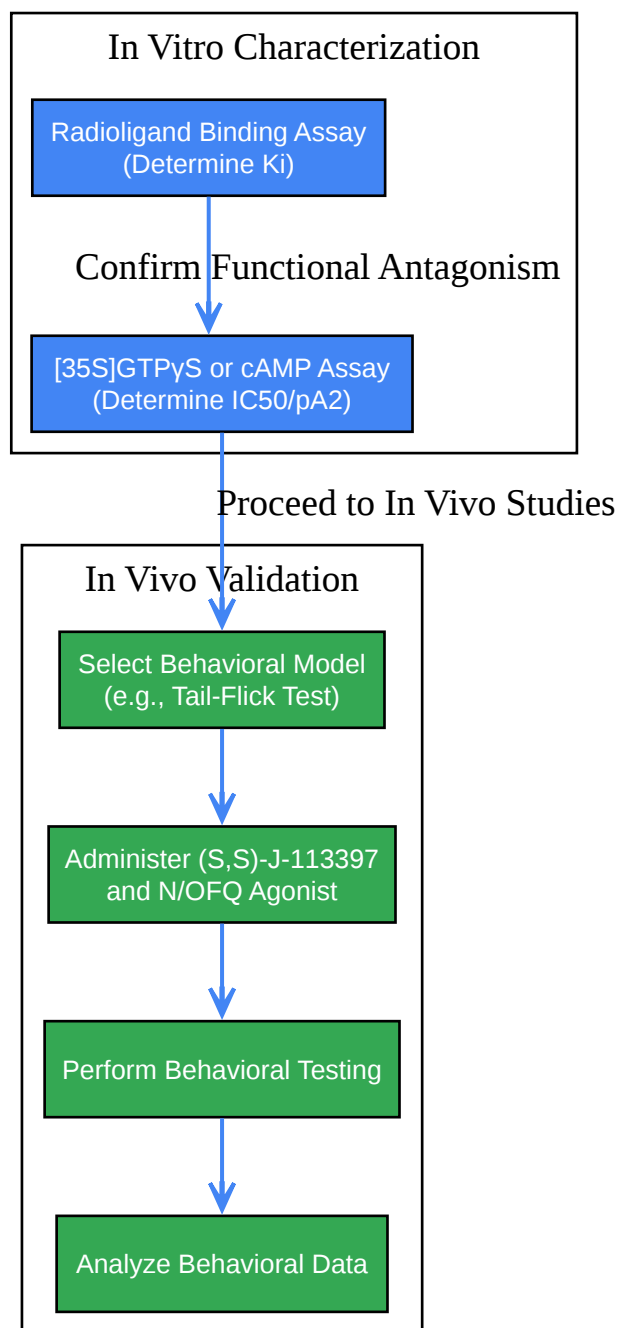 In Vitro Characterization
Radioligand Binding Assay
(Determine Ki)
Confirm Functional Antagonism
[35S]GTPγS or cAMP Assay
(Determine IC50/pA2)
Proceed to In Vivo Studies
In Vivo Validation
Select Behavioral Model
(e.g., Tail-Flick Test)
Administer (S,S)-J-113397
and N/OFQ Agonist
Perform Behavioral Testing
Analyze Behavioral Data